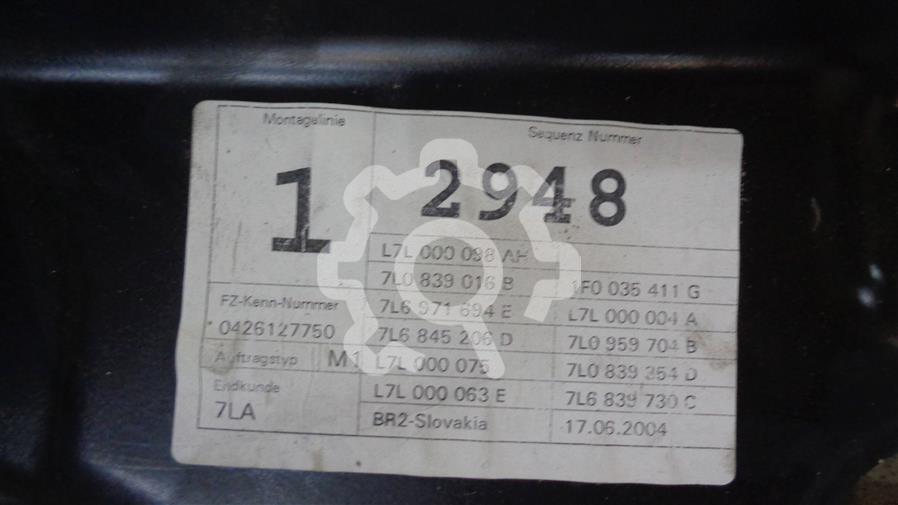 Montagelinie
Sequenz Nummer
1
2948
L7L 000 098 AH
7L0 839 016 B
1F0 035 411 G
FZ-Kenn-Nummer
7L6 971 694 E
L7L 000 004 A
0426127750
7L6 845 206 D
7L0 959 704 B
Auftragstyp M1
L7L 000 075
7L0 839 354 D
Endkunde
L7L 000 063 E
7L6 839 730 C
7LA
BR2-Slovakia
17.06.2004